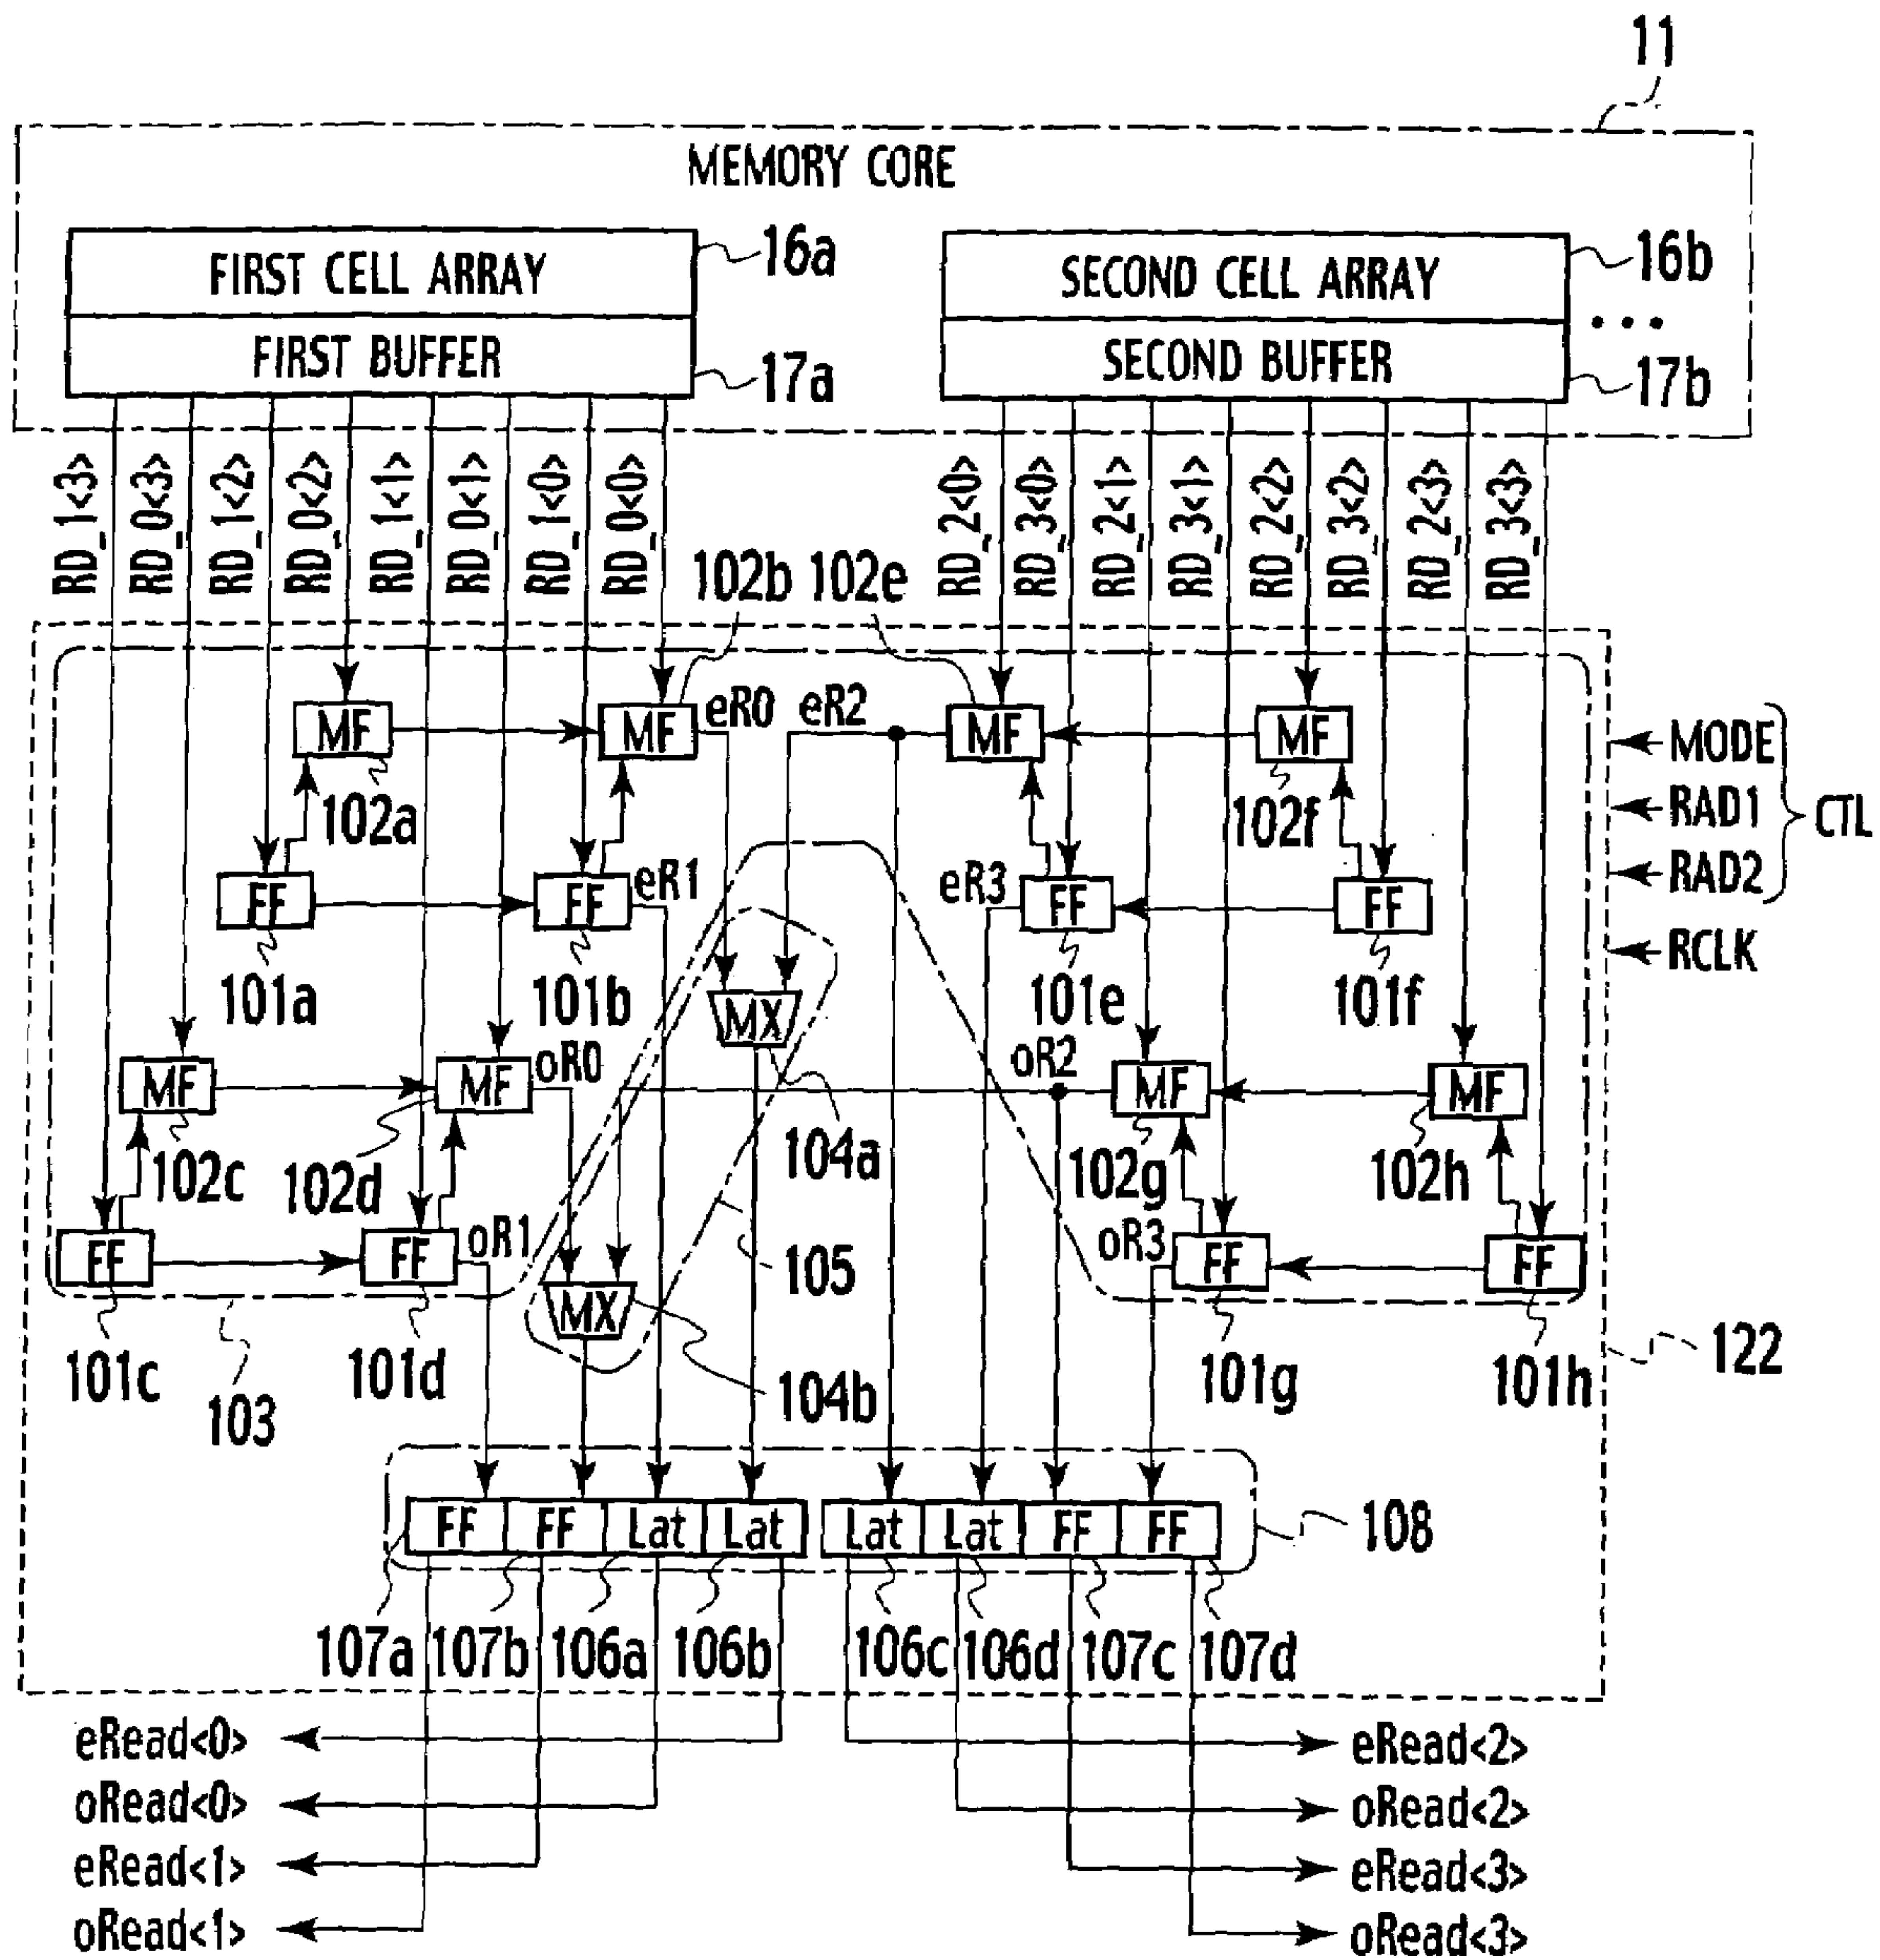 11
MEMORY CORE
FIRST CELL ARRAY
16a
SECOND CELL ARRAY
16b
FIRST BUFFER
17a
SECOND BUFFER
17b
...
RD_1<3>
RD_0<3>
RD_1<2>
RD_0<2>
RD_1<1>
RD_0<1>
RD_1<0>
RD_0<0>
RD_2<0>
RD_3<0>
RD_2<1>
RD_3<1>
RD_2<2>
RD_3<2>
RD_2<3>
RD_3<3>
102b 102e
MF MF eR0 eR2 MF MF
MODE
102a 102f
RAD1
CTL
FF FF eR1 eR3 FF FF
RAD2
101a 101b 101e 101f
RCLK
MX
MF MF oR0 oR2 MF MF
104a
102c 102d 102g 102h
FF FF oR1 oR3 FF FF
105
MX
101c 103 101d 104b 101g 101h
122
FF FF Lat Lat Lat Lat FF FF
108
107a 107b 106a 106b 106c 106d 107c 107d
eRead<0> eRead<2>
oRead<0> oRead<2>
eRead<1> eRead<3>
oRead<1> oRead<3>